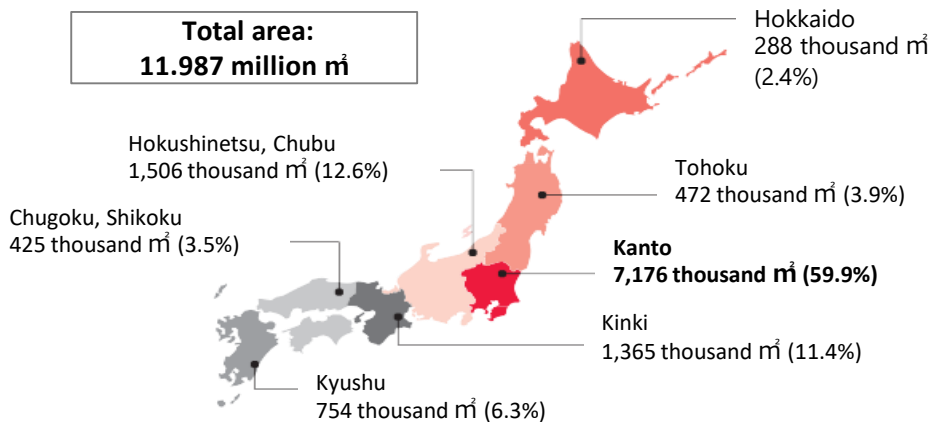 Total area:
11.987 million ㎡
Hokkaido
288 thousand ㎡
(2.4%)
Hokushinetsu, Chubu
1,506 thousand ㎡ (12.6%)
Tohoku
472 thousand ㎡ (3.9%)
Chugoku, Shikoku
425 thousand ㎡ (3.5%)
Kanto
7,176 thousand ㎡ (59.9%)
Kinki
1,365 thousand ㎡ (11.4%)
Kyushu
754 thousand ㎡ (6.3%)